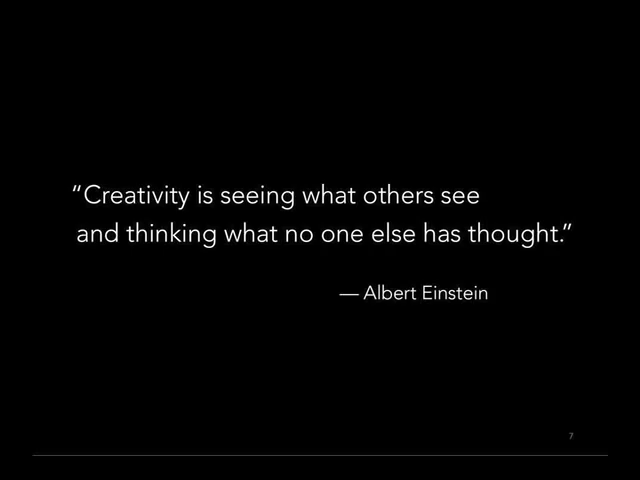 “Creativity is seeing what others see
and thinking what no one else has thought.”
— Albert Einstein
7